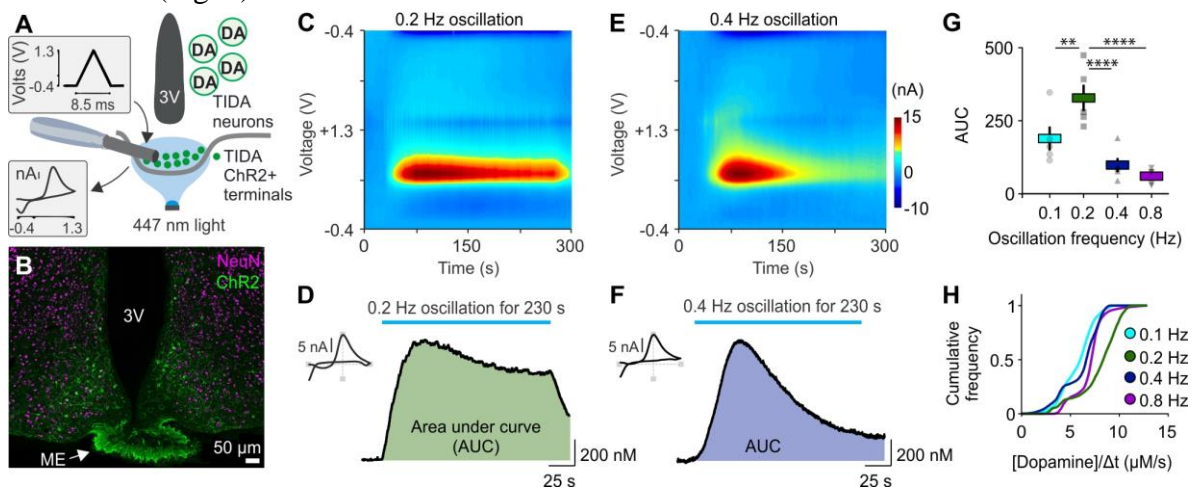 A
Volts (V)
1.3
-0.4
8.5 ms
3V
DA
DA
DA
DA
DA
TIDA
neurons
TIDA
ChR2+
terminals
nA
-0.4
1.3
447 nm light
B
NeuN
ChR2
3V
ME
50 µm
C
0.2 Hz oscillation
Voltage (V)
-0.4
+1.3
-0.4
0
150
300
Time (s)
D
0.2 Hz oscillation for 230 s
5 nA
Area under curve
(AUC)
200 nM
25 s
E
0.4 Hz oscillation
Voltage (V)
-0.4
+1.3
-0.4
0
150
300
Time (s)
(nA)
15
-10
F
0.4 Hz oscillation for 230 s
5 nA
AUC
200 nM
25 s
G
** ****
****
AUC
500
250
0
0.1 0.2 0.4 0.8
Oscillation frequency (Hz)
H
Cumulative
frequency
1
0.5
0
0 5 10 15
0.1 Hz
0.2 Hz
0.4 Hz
0.8 Hz
[Dopamine]/Δt (µM/s)